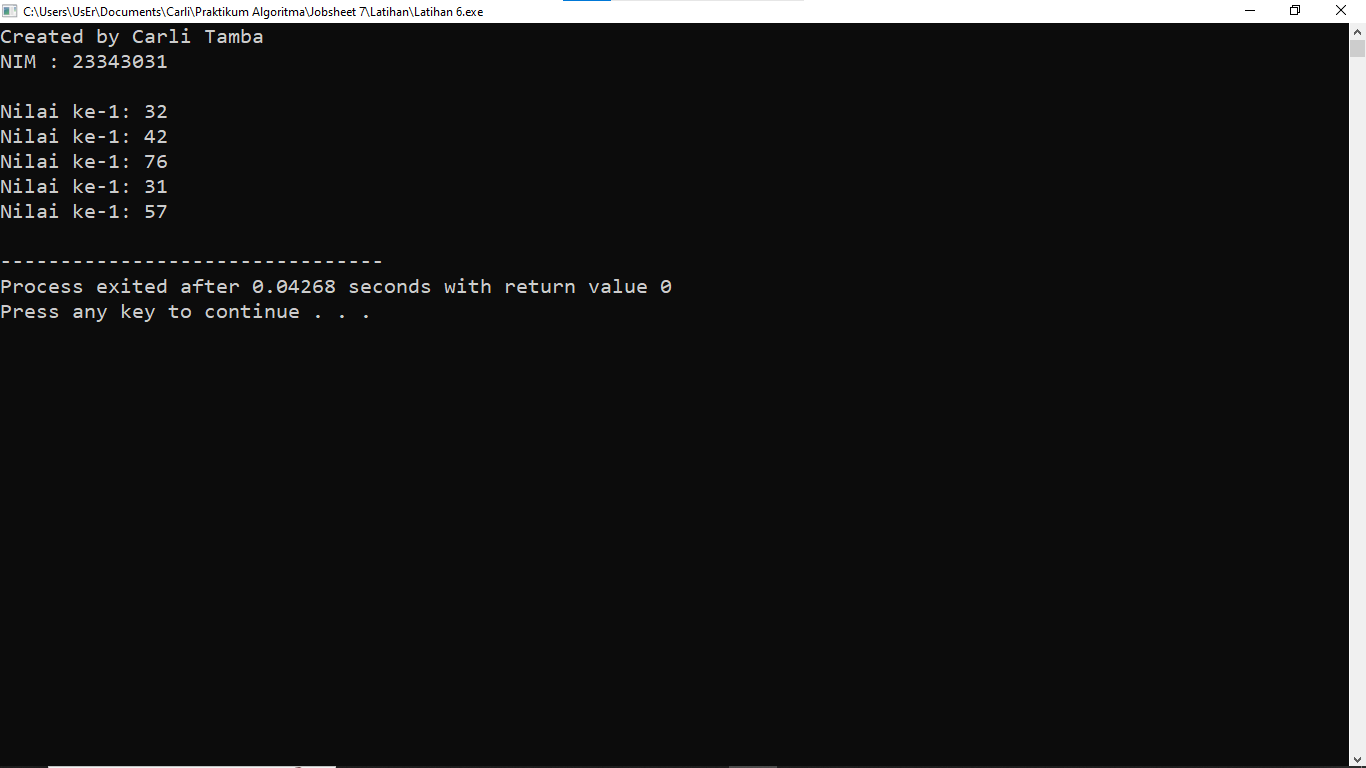 C:\Users\UsEr\Documents\Carli\Praktikum Algoritma\Jobsheet 7\Latihan\Latihan 6.exe
Created by Carli Tamba
NIM : 23343031
Nilai ke-1: 32
Nilai ke-1: 42
Nilai ke-1: 76
Nilai ke-1: 31
Nilai ke-1: 57
--------------------------------
Process exited after 0.04268 seconds with return value 0
Press any key to continue . . .